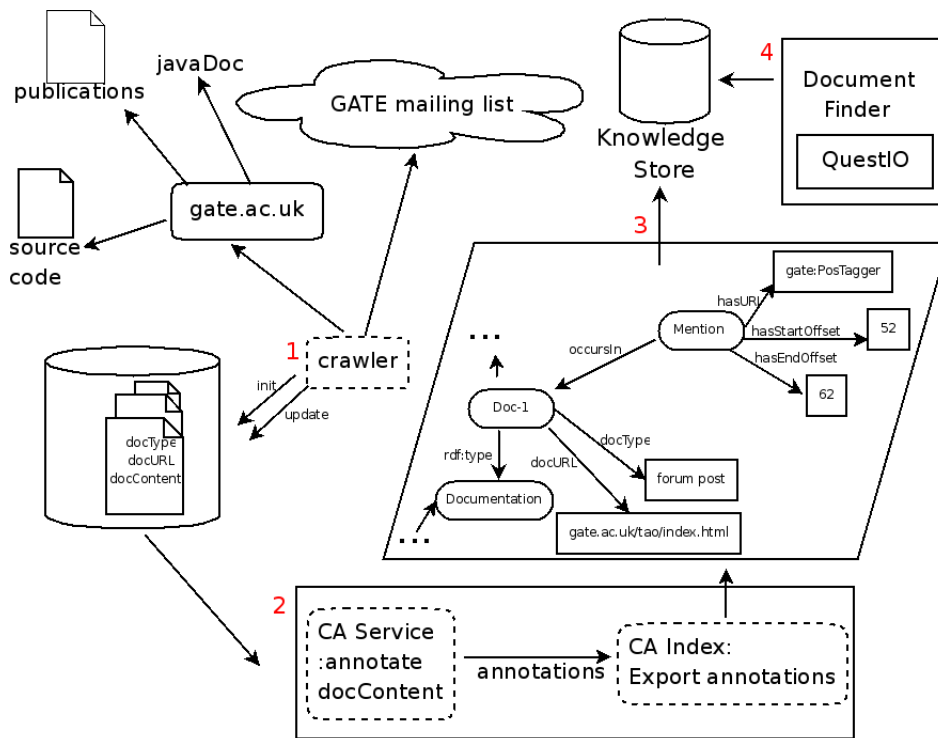 publications
javaDoc
GATE mailing list
gate.ac.uk
source
code
1
crawler
init
update
docType
docURL
docContent
2
CA Service
:annotate
docContent
annotations
CA Index:
Export annotations
3
Knowledge
Store
4
Document
Finder
QuestIO
gate:PosTagger
hasURL
Mention
hasStartOffset
52
hasEndOffset
62
occursIn
...
Doc-1
docType
rdf:type
docURL
forum post
Documentation
...
gate.ac.uk/tao/index.html